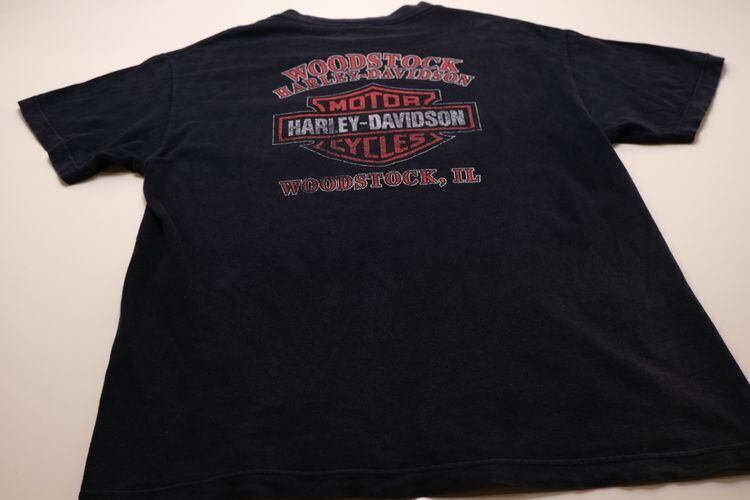 WOODSTOCK
HARLEY-DAVIDSON
MOTOR
HARLEY-DAVIDSON
CYCLES
WOODSTOCK, IL